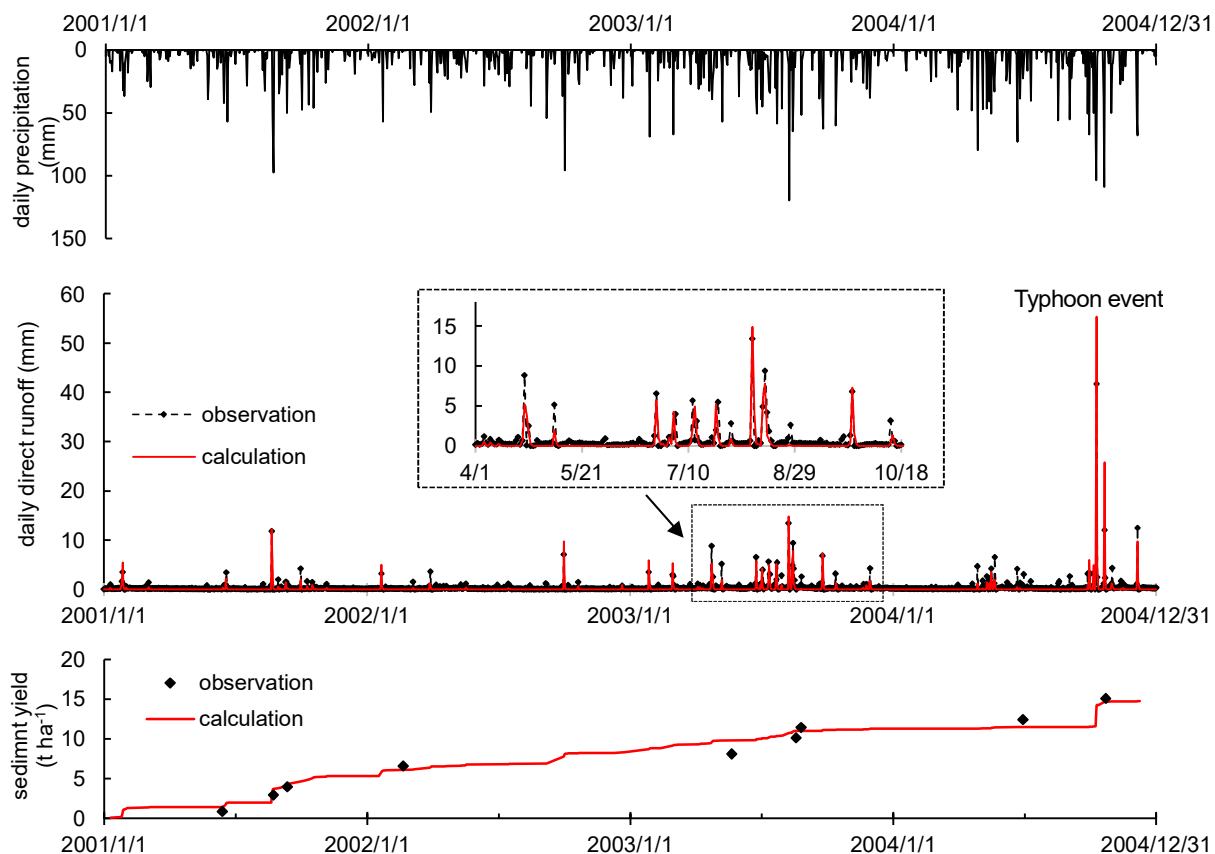 2001/1/1 2002/1/1 2003/1/1 2004/1/1 2004/12/31
0
50
100
150
daily precipitation
(mm)
60
50
40
30
20
10
0
daily direct runoff (mm)
observation
calculation
15
10
5
0
4/1 5/21 7/10 8/29 10/18
Typhoon event
2001/1/1 2002/1/1 2003/1/1 2004/1/1 2004/12/31
20
15
10
5
0
sedimnt yield
(t ha-1)
observation
calculation
2001/1/1 2002/1/1 2003/1/1 2004/1/1 2004/12/31